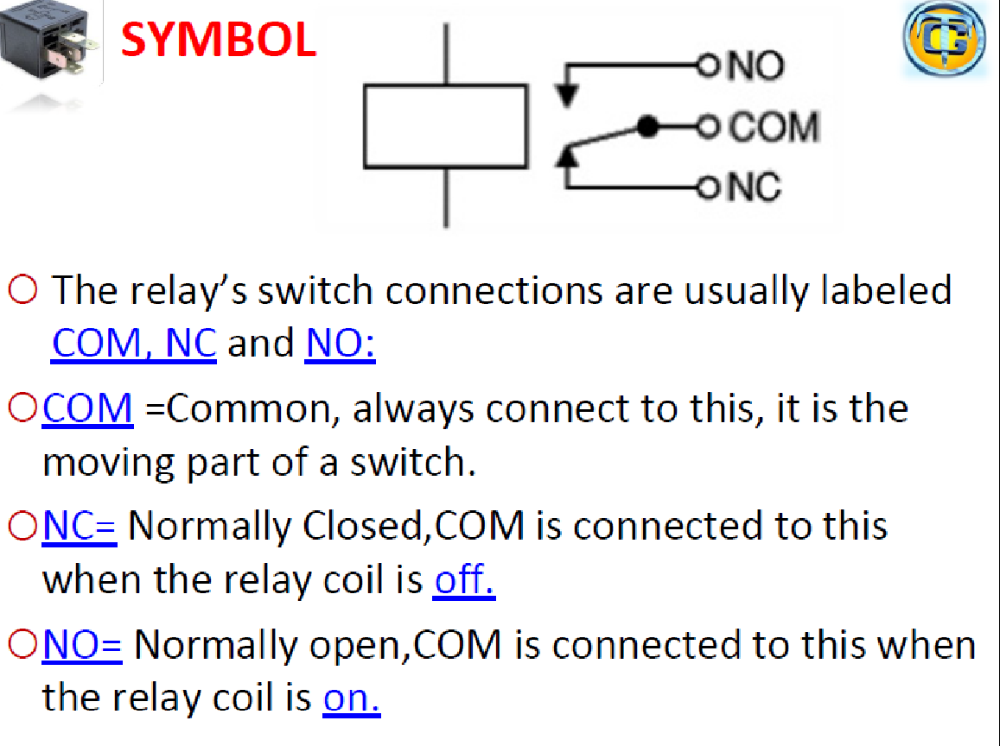 SYMBOL
NO
COM
NC
The relay’s switch connections are usually labeled
COM, NC and NO:
COM =Common, always connect to this, it is the
moving part of a switch.
NC= Normally Closed,COM is connected to this
when the relay coil is off.
NO= Normally open,COM is connected to this when
the relay coil is on.